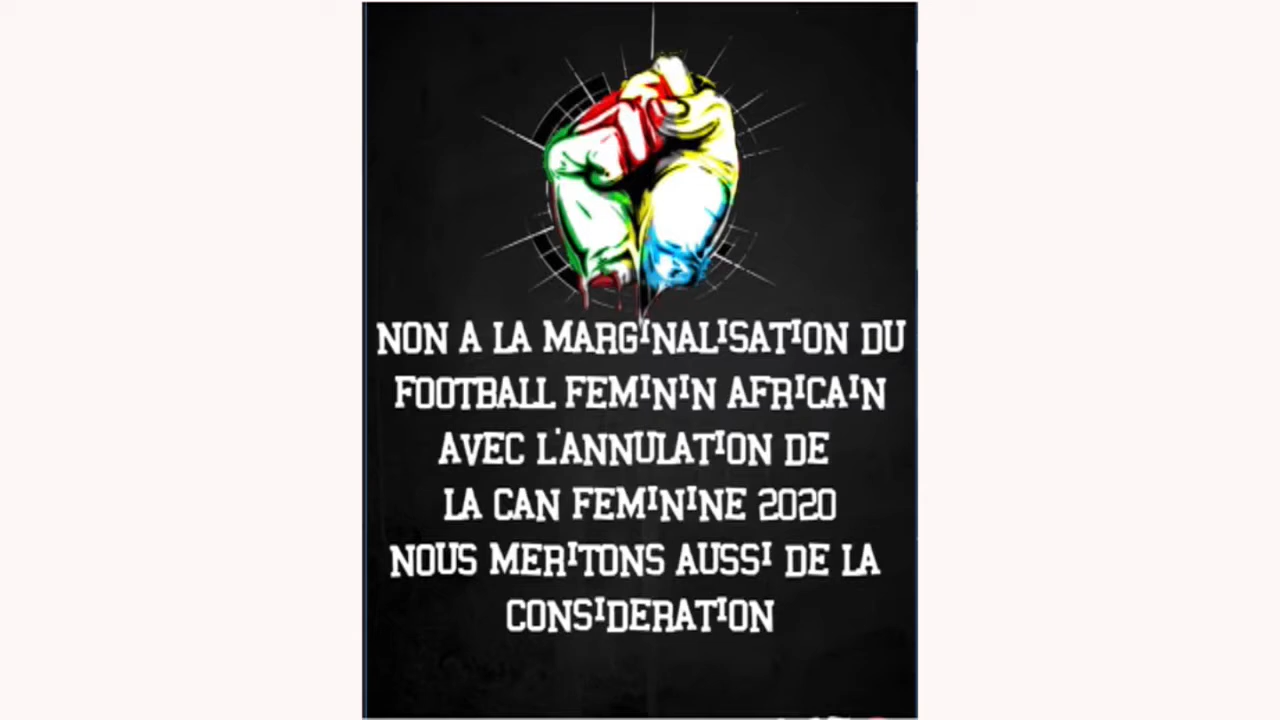 NON A LA MARGINALISATION DU
FOOTBALL FEMININ AFRICAIN
AVEC L'ANNULATION DE
LA CAN FEMININE 2020
NOUS MERITONS AUSSI DE LA
CONSIDERATION